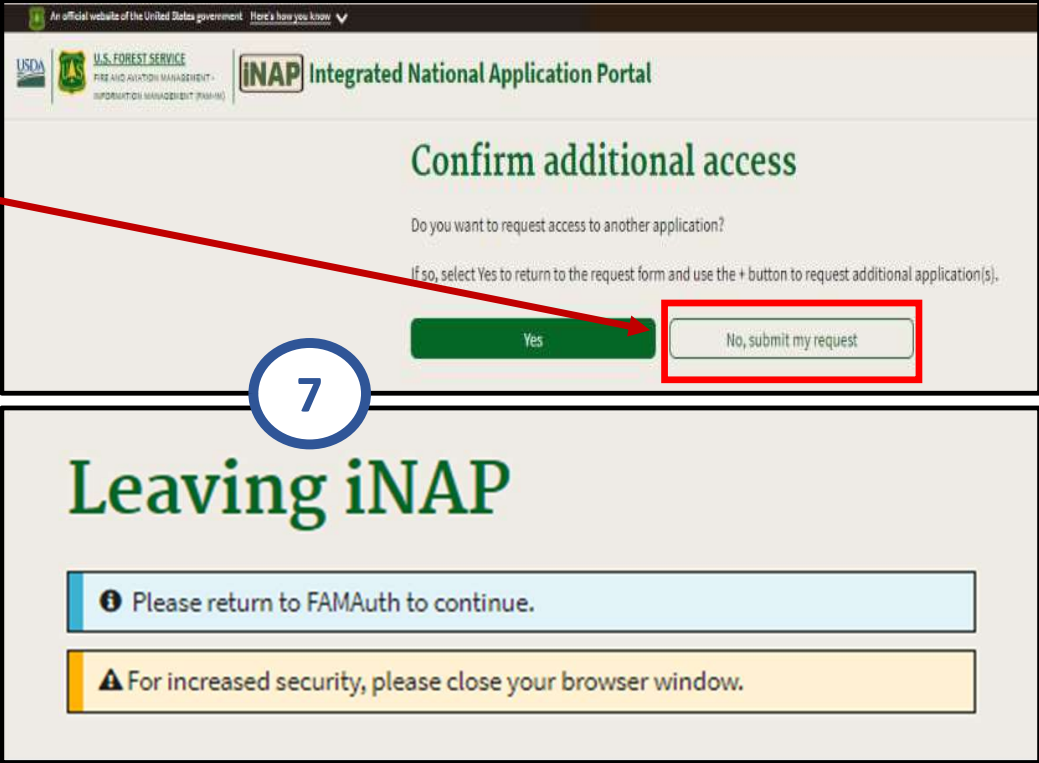 An official website of the United States government Here's how you know
USDA
UAS
U.S. FOREST SERVICE
FIRE AND AVIATION MANAGEMENT -
INFORMATION MANAGEMENT (FAM-IM)
iNAP Integrated National Application Portal
Confirm additional access
Do you want to request access to another application?
If so, select Yes to return to the request form and use the + button to request additional application(s).
Yes
No, submit my request
7
Leaving iNAP
Please return to FAMAuth to continue.
For increased security, please close your browser window.